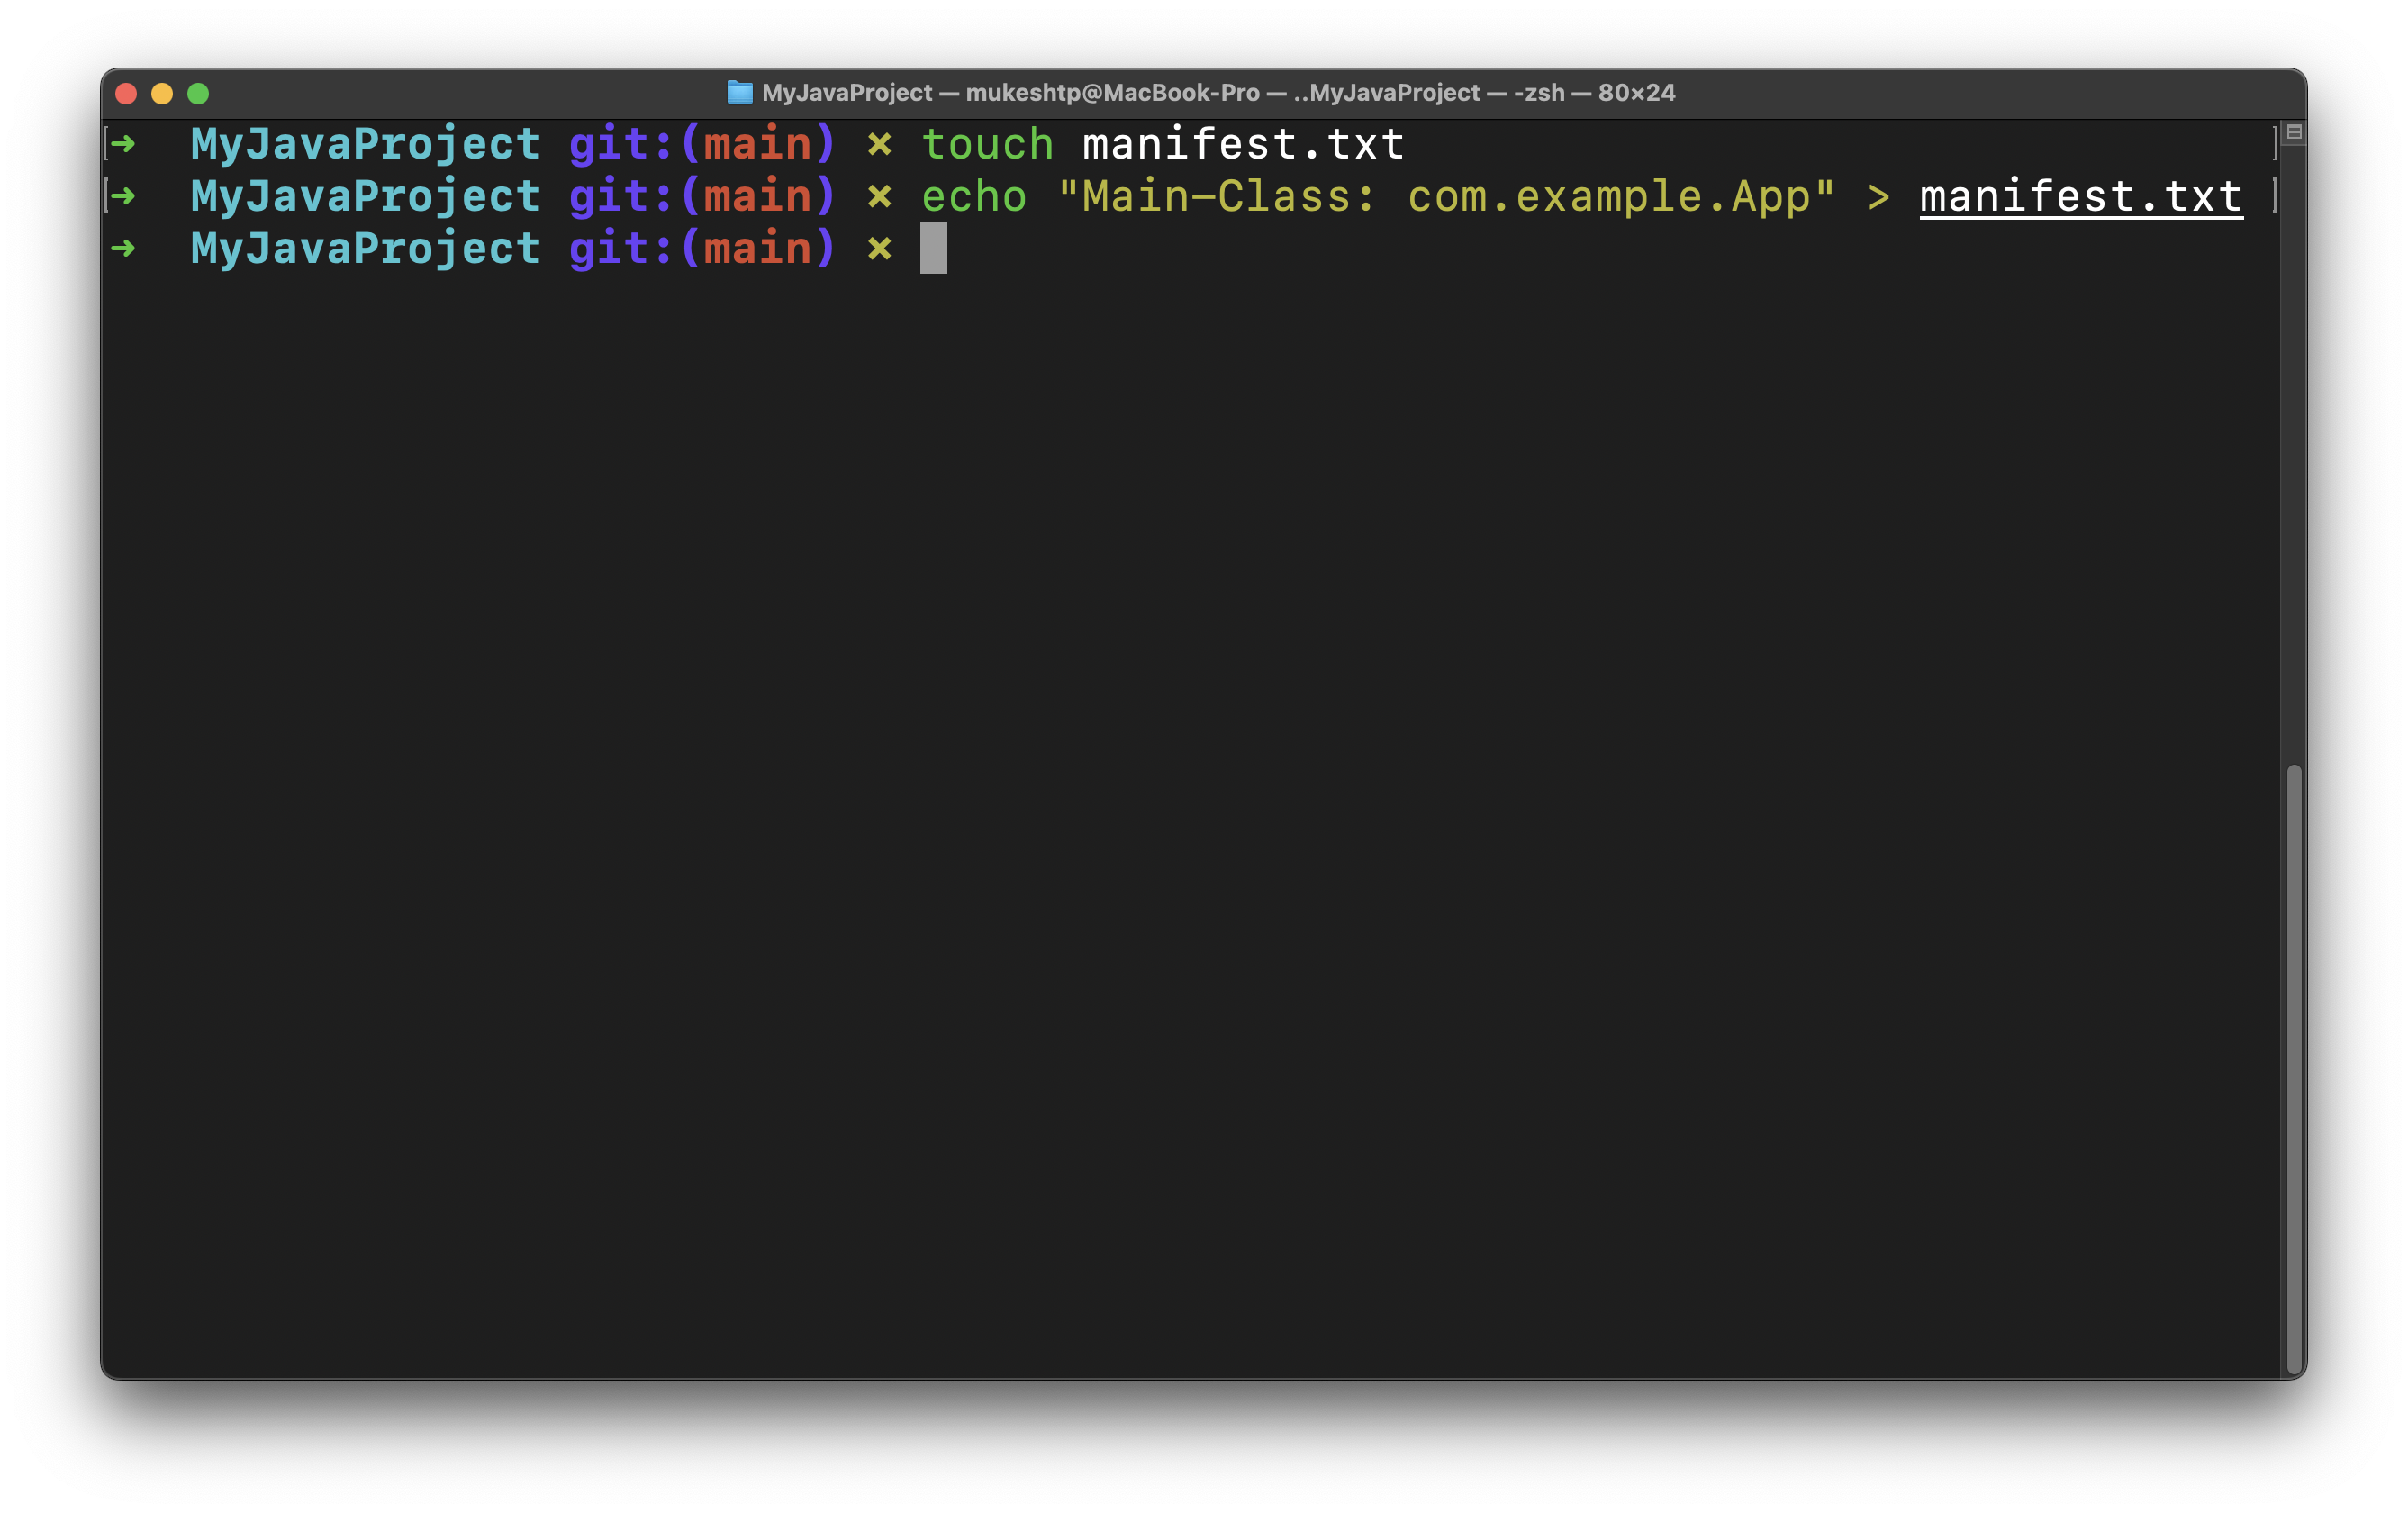 MyJavaProject — mukeshtp@MacBook-Pro — ..MyJavaProject — -zsh — 80×24
[➜  MyJavaProject git:(main) × touch manifest.txt ]
[➜  MyJavaProject git:(main) × echo "Main-Class: com.example.App" > manifest.txt ]
➜  MyJavaProject git:(main) ×